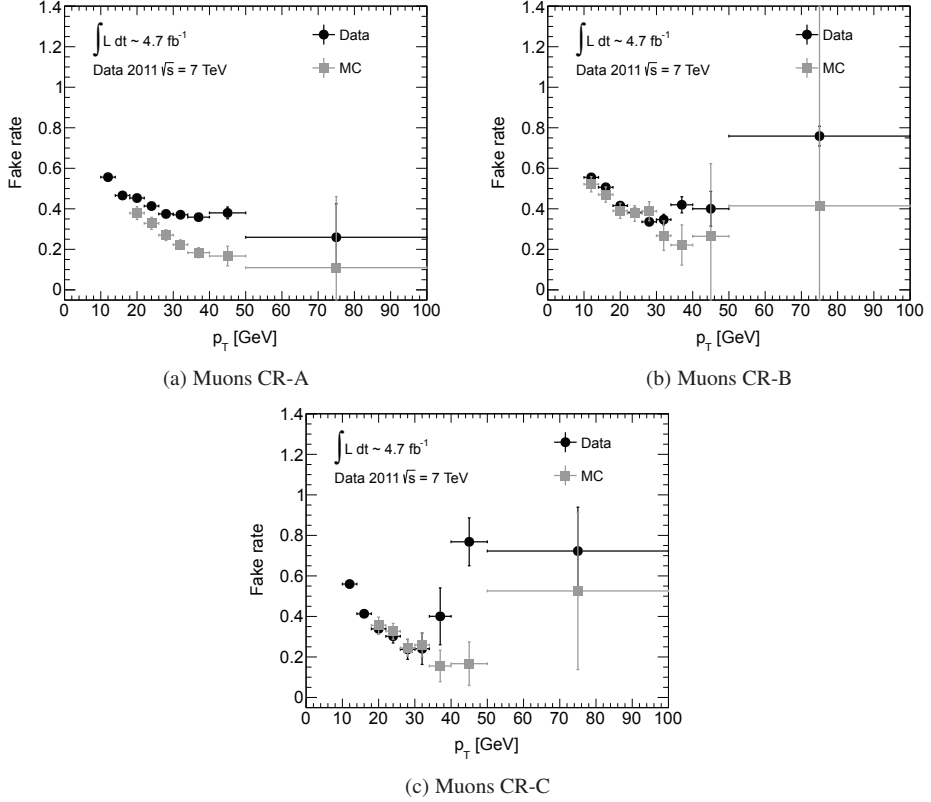 1.4
1.2
1
0.8
0.6
0.4
0.2
0
Fake rate
∫ L dt ~ 4.7 fb⁻¹
Data 2011 √s = 7 TeV
Data
MC
0 10 20 30 40 50 60 70 80 90 100
p_T [GeV]
(a) Muons CR-A
1.4
1.2
1
0.8
0.6
0.4
0.2
0
Fake rate
∫ L dt ~ 4.7 fb⁻¹
Data 2011 √s = 7 TeV
Data
MC
0 10 20 30 40 50 60 70 80 90 100
p_T [GeV]
(b) Muons CR-B
1.4
1.2
1
0.8
0.6
0.4
0.2
0
Fake rate
∫ L dt ~ 4.7 fb⁻¹
Data 2011 √s = 7 TeV
Data
MC
0 10 20 30 40 50 60 70 80 90 100
p_T [GeV]
(c) Muons CR-C